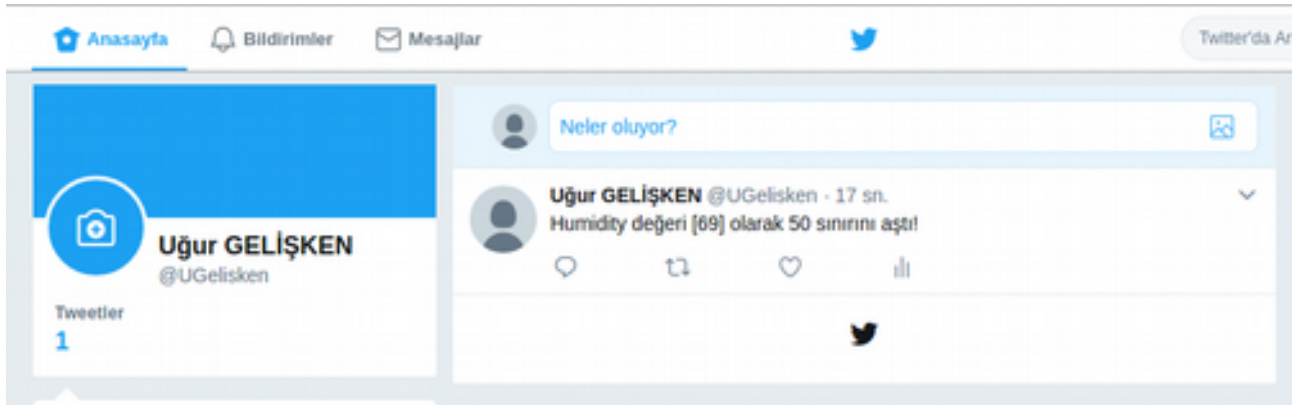 Anasayfa Bildirimler Mesajlar Twitter'da Ar
Neler oluyor?
Uğur GELİŞKEN @UGelisken · 17 sn.
Humidity değeri [69] olarak 50 sınırını aştı!
Uğur GELİŞKEN
@UGelisken
Tweetler
1